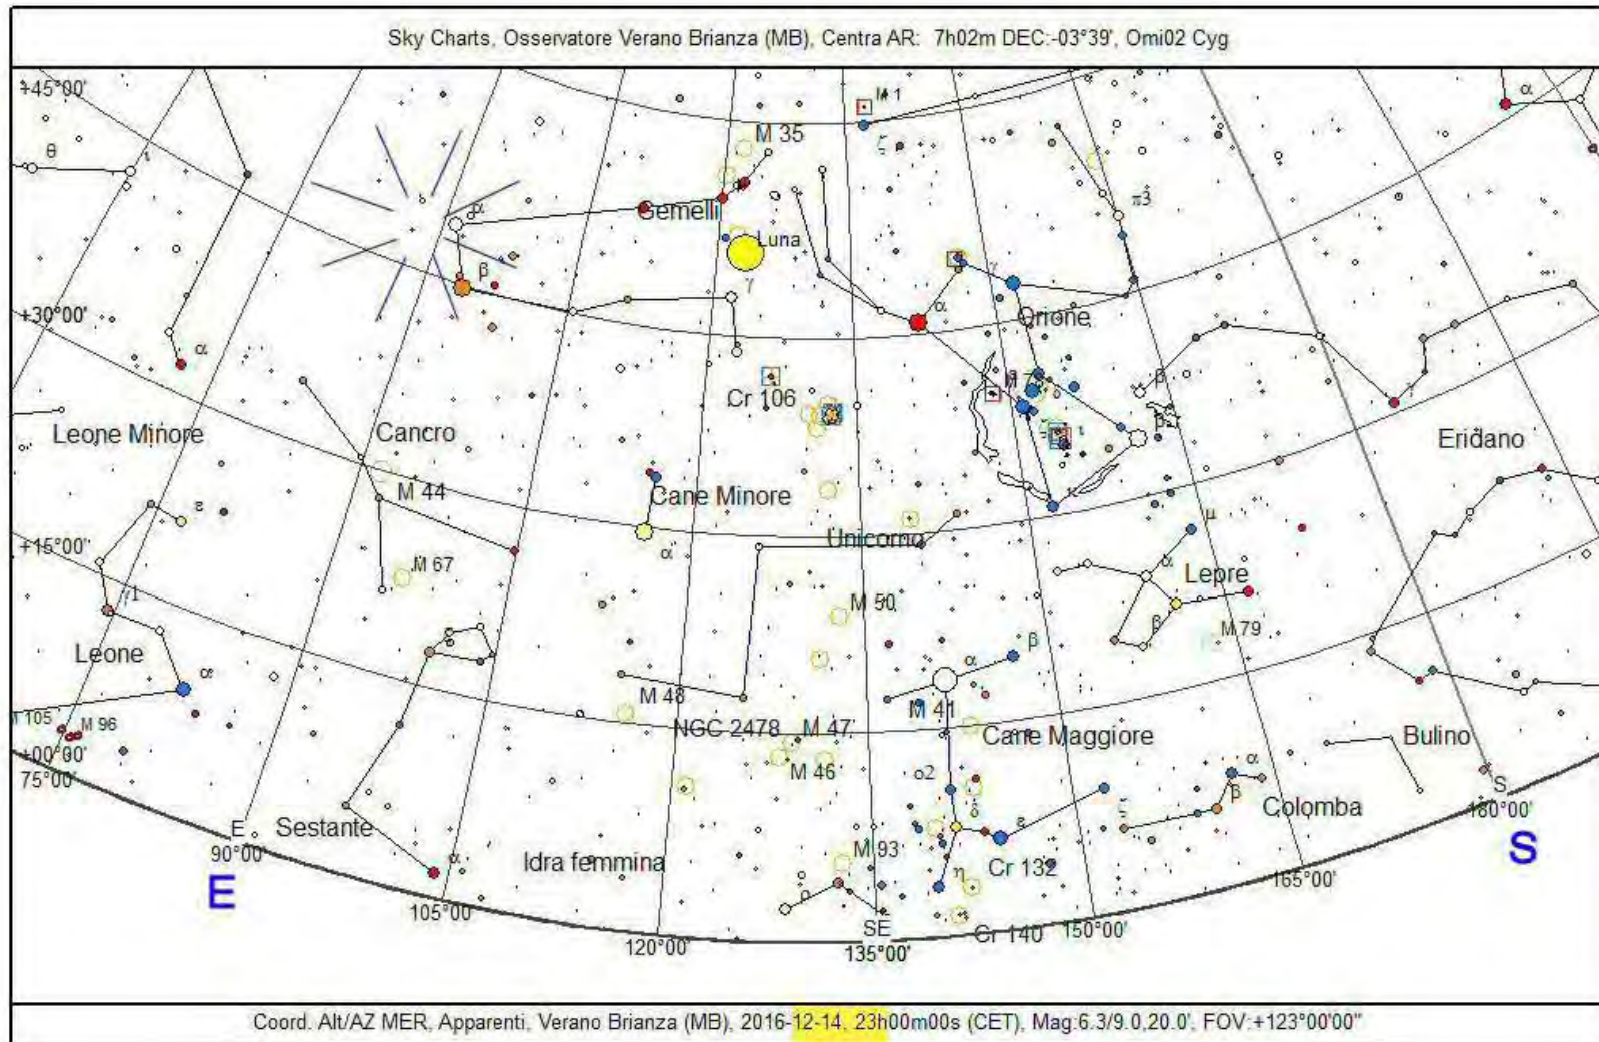 Sky Charts, Osservatore Verano Brianza (MB), Centra AR: 7h02m DEC:-03°39', Omi02 Cyg
+45°00'
M 1
α
α
θ
ι
M 35
ζ
π3
α
Gemelli
Luna
β
γ
γ
α
+30°00'
Orione
α
Cr 106
β
γ
Leone Minore
Cancro
Eridano
M 44
Cane Minore
ε
α
μ
+15°00'
Unicorno
α
Lepre
M 67
γ1
M 50
β
M 79
Leone
α
α
β
M 105
M 96
M 48
M 41
NGC 2478
M 47
Cane Maggiore
Bulino
+00°00'
75°00'
M 46
ο2
α
δ
β
Colomba
ζ
S
180°00'
E
Sestante
ε
90°00'
S
α
Idra femmina
M 93
η
Cr 132
E
ρ
165°00'
105°00'
SE
Cr 140
150°00'
120°00'
135°00'
Coord. Alt/AZ MER, Apparenti, Verano Brianza (MB), 2016-12-14, 23h00m00s (CET), Mag:6.3/9.0,20.0', FOV:+123°00'00"